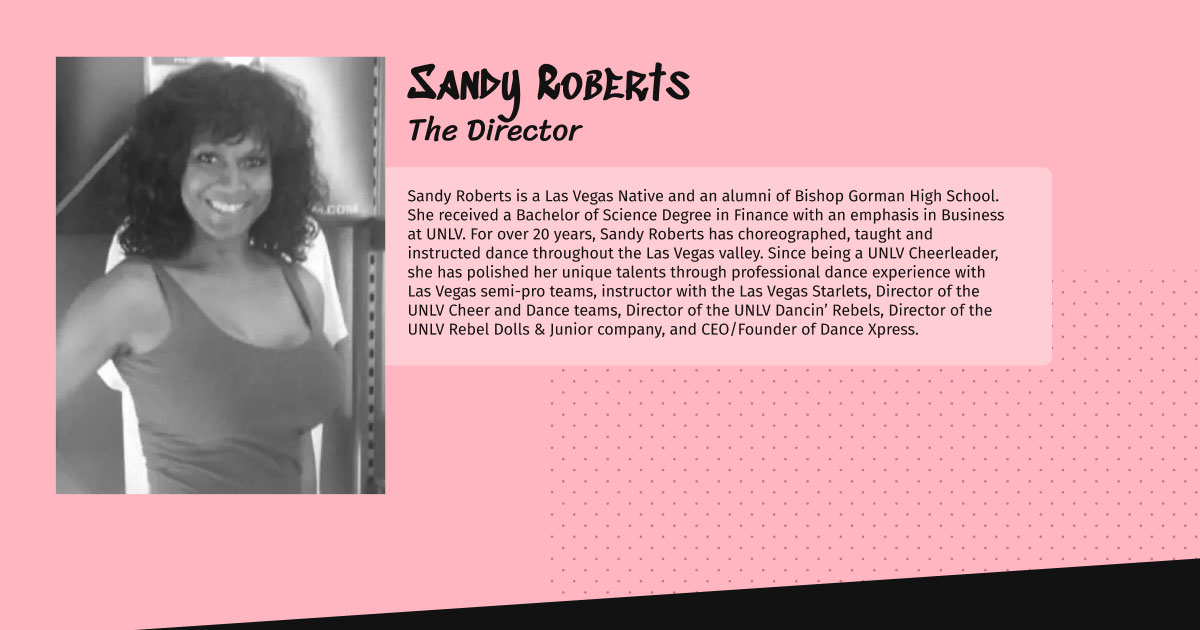 Sandy Roberts
The Director
.COM
Sandy Roberts is a Las Vegas Native and an alumni of Bishop Gorman High School.
She received a Bachelor of Science Degree in Finance with an emphasis in Business
at UNLV. For over 20 years, Sandy Roberts has choreographed, taught and
instructed dance throughout the Las Vegas valley. Since being a UNLV Cheerleader,
she has polished her unique talents through professional dance experience with
Las Vegas semi-pro teams, instructor with the Las Vegas Starlets, Director of the
UNLV Cheer and Dance teams, Director of the UNLV Dancin’ Rebels, Director of the
UNLV Rebel Dolls & Junior company, and CEO/Founder of Dance Xpress.